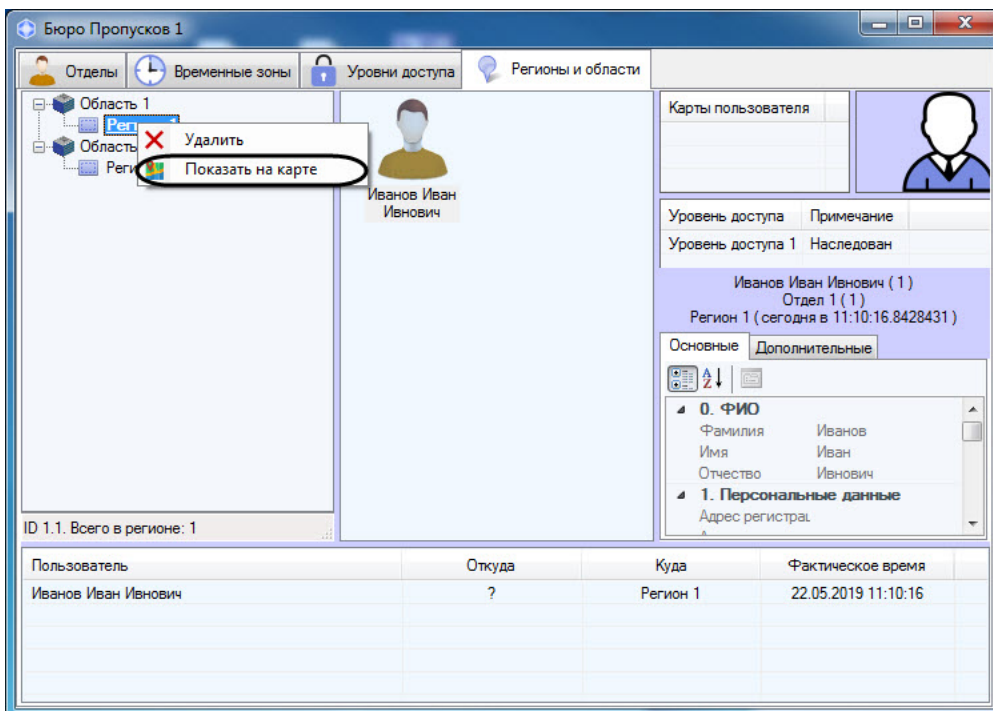 Бюро Пропусков 1
Отделы Временные зоны Уровни доступа Регионы и области
Область 1
Удалить
Область
Показать на карте
Иванов Иван
Ивнович
Карты пользователя
Уровень доступа Примечание
Уровень доступа 1 Наследован
Иванов Иван Ивнович ( 1 )
Отдел 1 ( 1 )
Регион 1 ( сегодня в 11:10:16.8428431 )
Основные Дополнительные
0. ФИО
Фамилия Иванов
Имя Иван
Отчество Ивнович
1. Персональные данные
Адрес регистрац
ID 1.1. Всего в регионе: 1
Пользователь Откуда Куда Фактическое время
Иванов Иван Ивнович ? Регион 1 22.05.2019 11:10:16